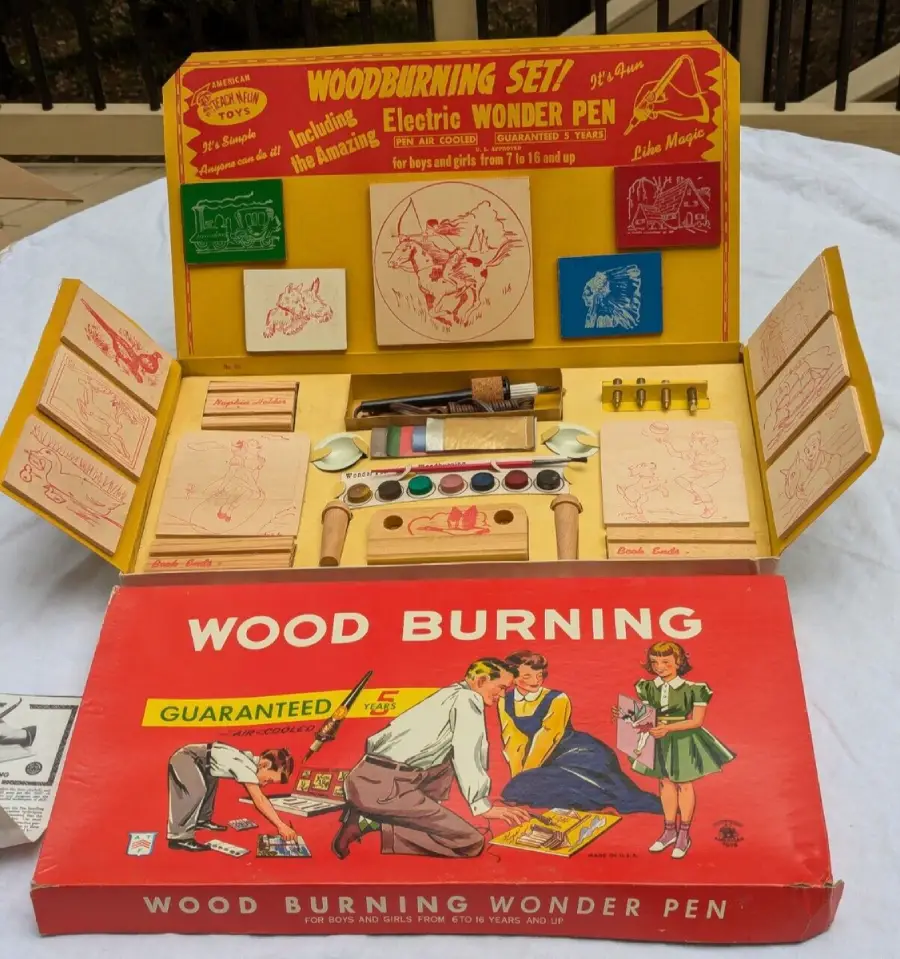 AMERICAN
TEACH N FUN
TOYS
It's Simple
Anyone can do it!
Including
the Amazing
WOODBURNING SET!
Electric WONDER PEN
PEN AIR COOLED
GUARANTEED 5 YEARS
for boys and girls from 7 to 16 and up
It's Fun
Like Magic
Napkin Holder
Book Ends
Book Ends
WOOD BURNING
GUARANTEED 5 YEARS
AIR-COOLED
MADE IN U.S.A.
WOOD BURNING WONDER PEN
FOR BOYS AND GIRLS FROM 6 TO 16 YEARS AND UP